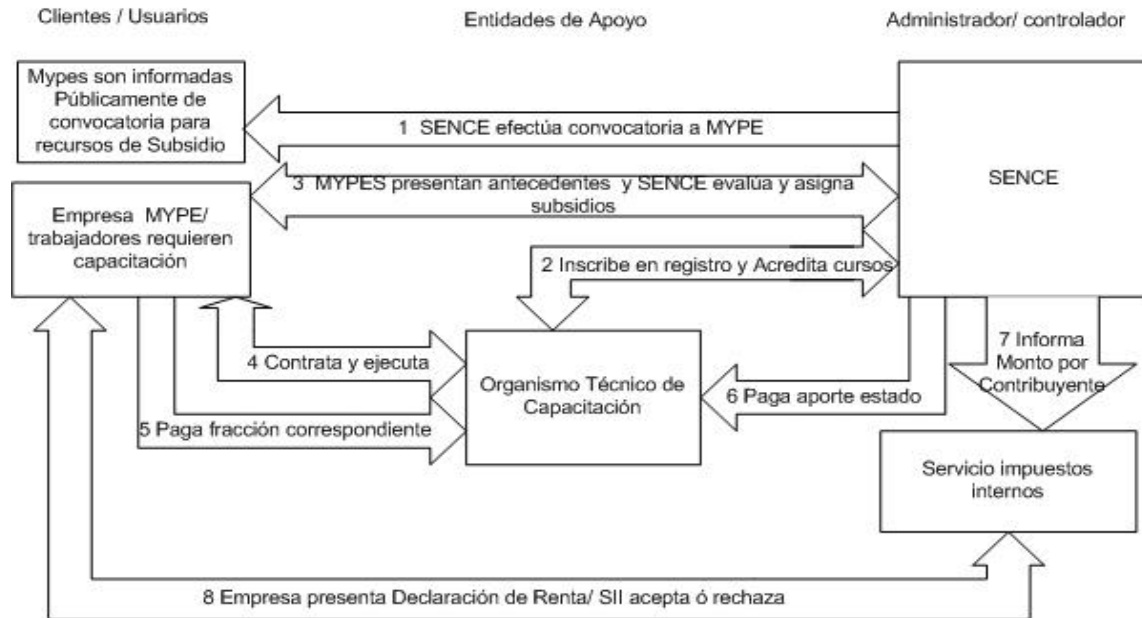 Clientes / Usuarios
Entidades de Apoyo
Administrador/ controlador
Mypes son informadas
Públicamente de
convocatoria para
recursos de Subsidio
1 SENCE efectúa convocatoria a MYPE
SENCE
3 MYPES presentan antecedentes y SENCE evalúa y asigna
subsidios
Empresa MYPE/
trabajadores requieren
capacitación
2 Inscribe en registro y Acredita cursos
4 Contrata y ejecuta
Organismo Técnico de
Capacitación
7 Informa
Monto por
Contribuyente
6 Paga aporte estado
5 Paga fracción correspondiente
Servicio impuestos
internos
8 Empresa presenta Declaración de Renta/ SII acepta ó rechaza